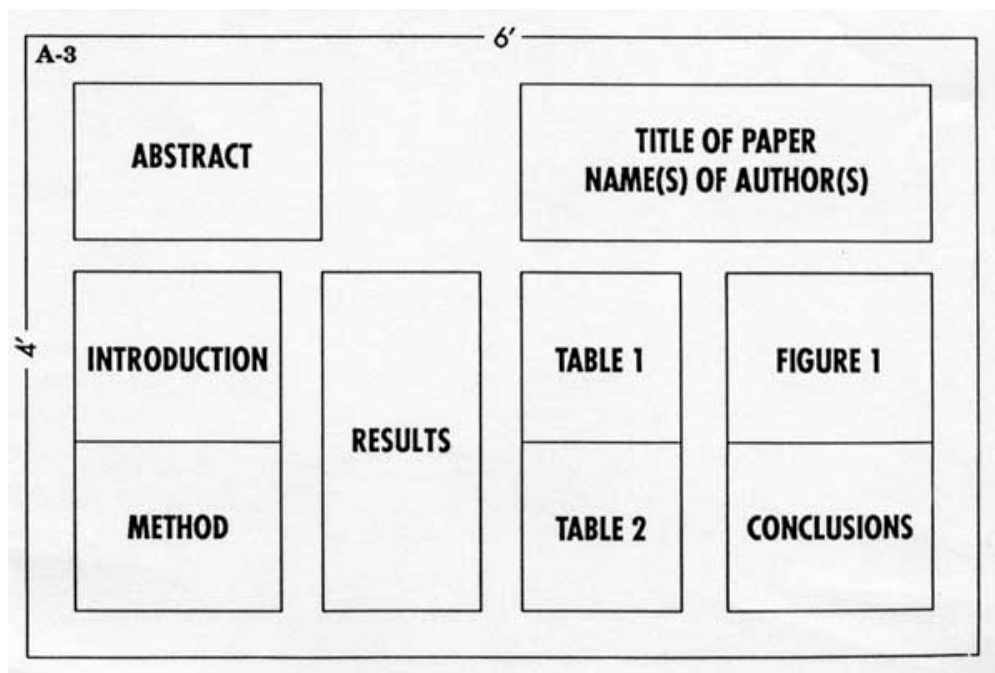 6′
A-3
ABSTRACT
TITLE OF PAPER
NAME(S) OF AUTHOR(S)
4′
INTRODUCTION
METHOD
RESULTS
TABLE 1
TABLE 2
FIGURE 1
CONCLUSIONS